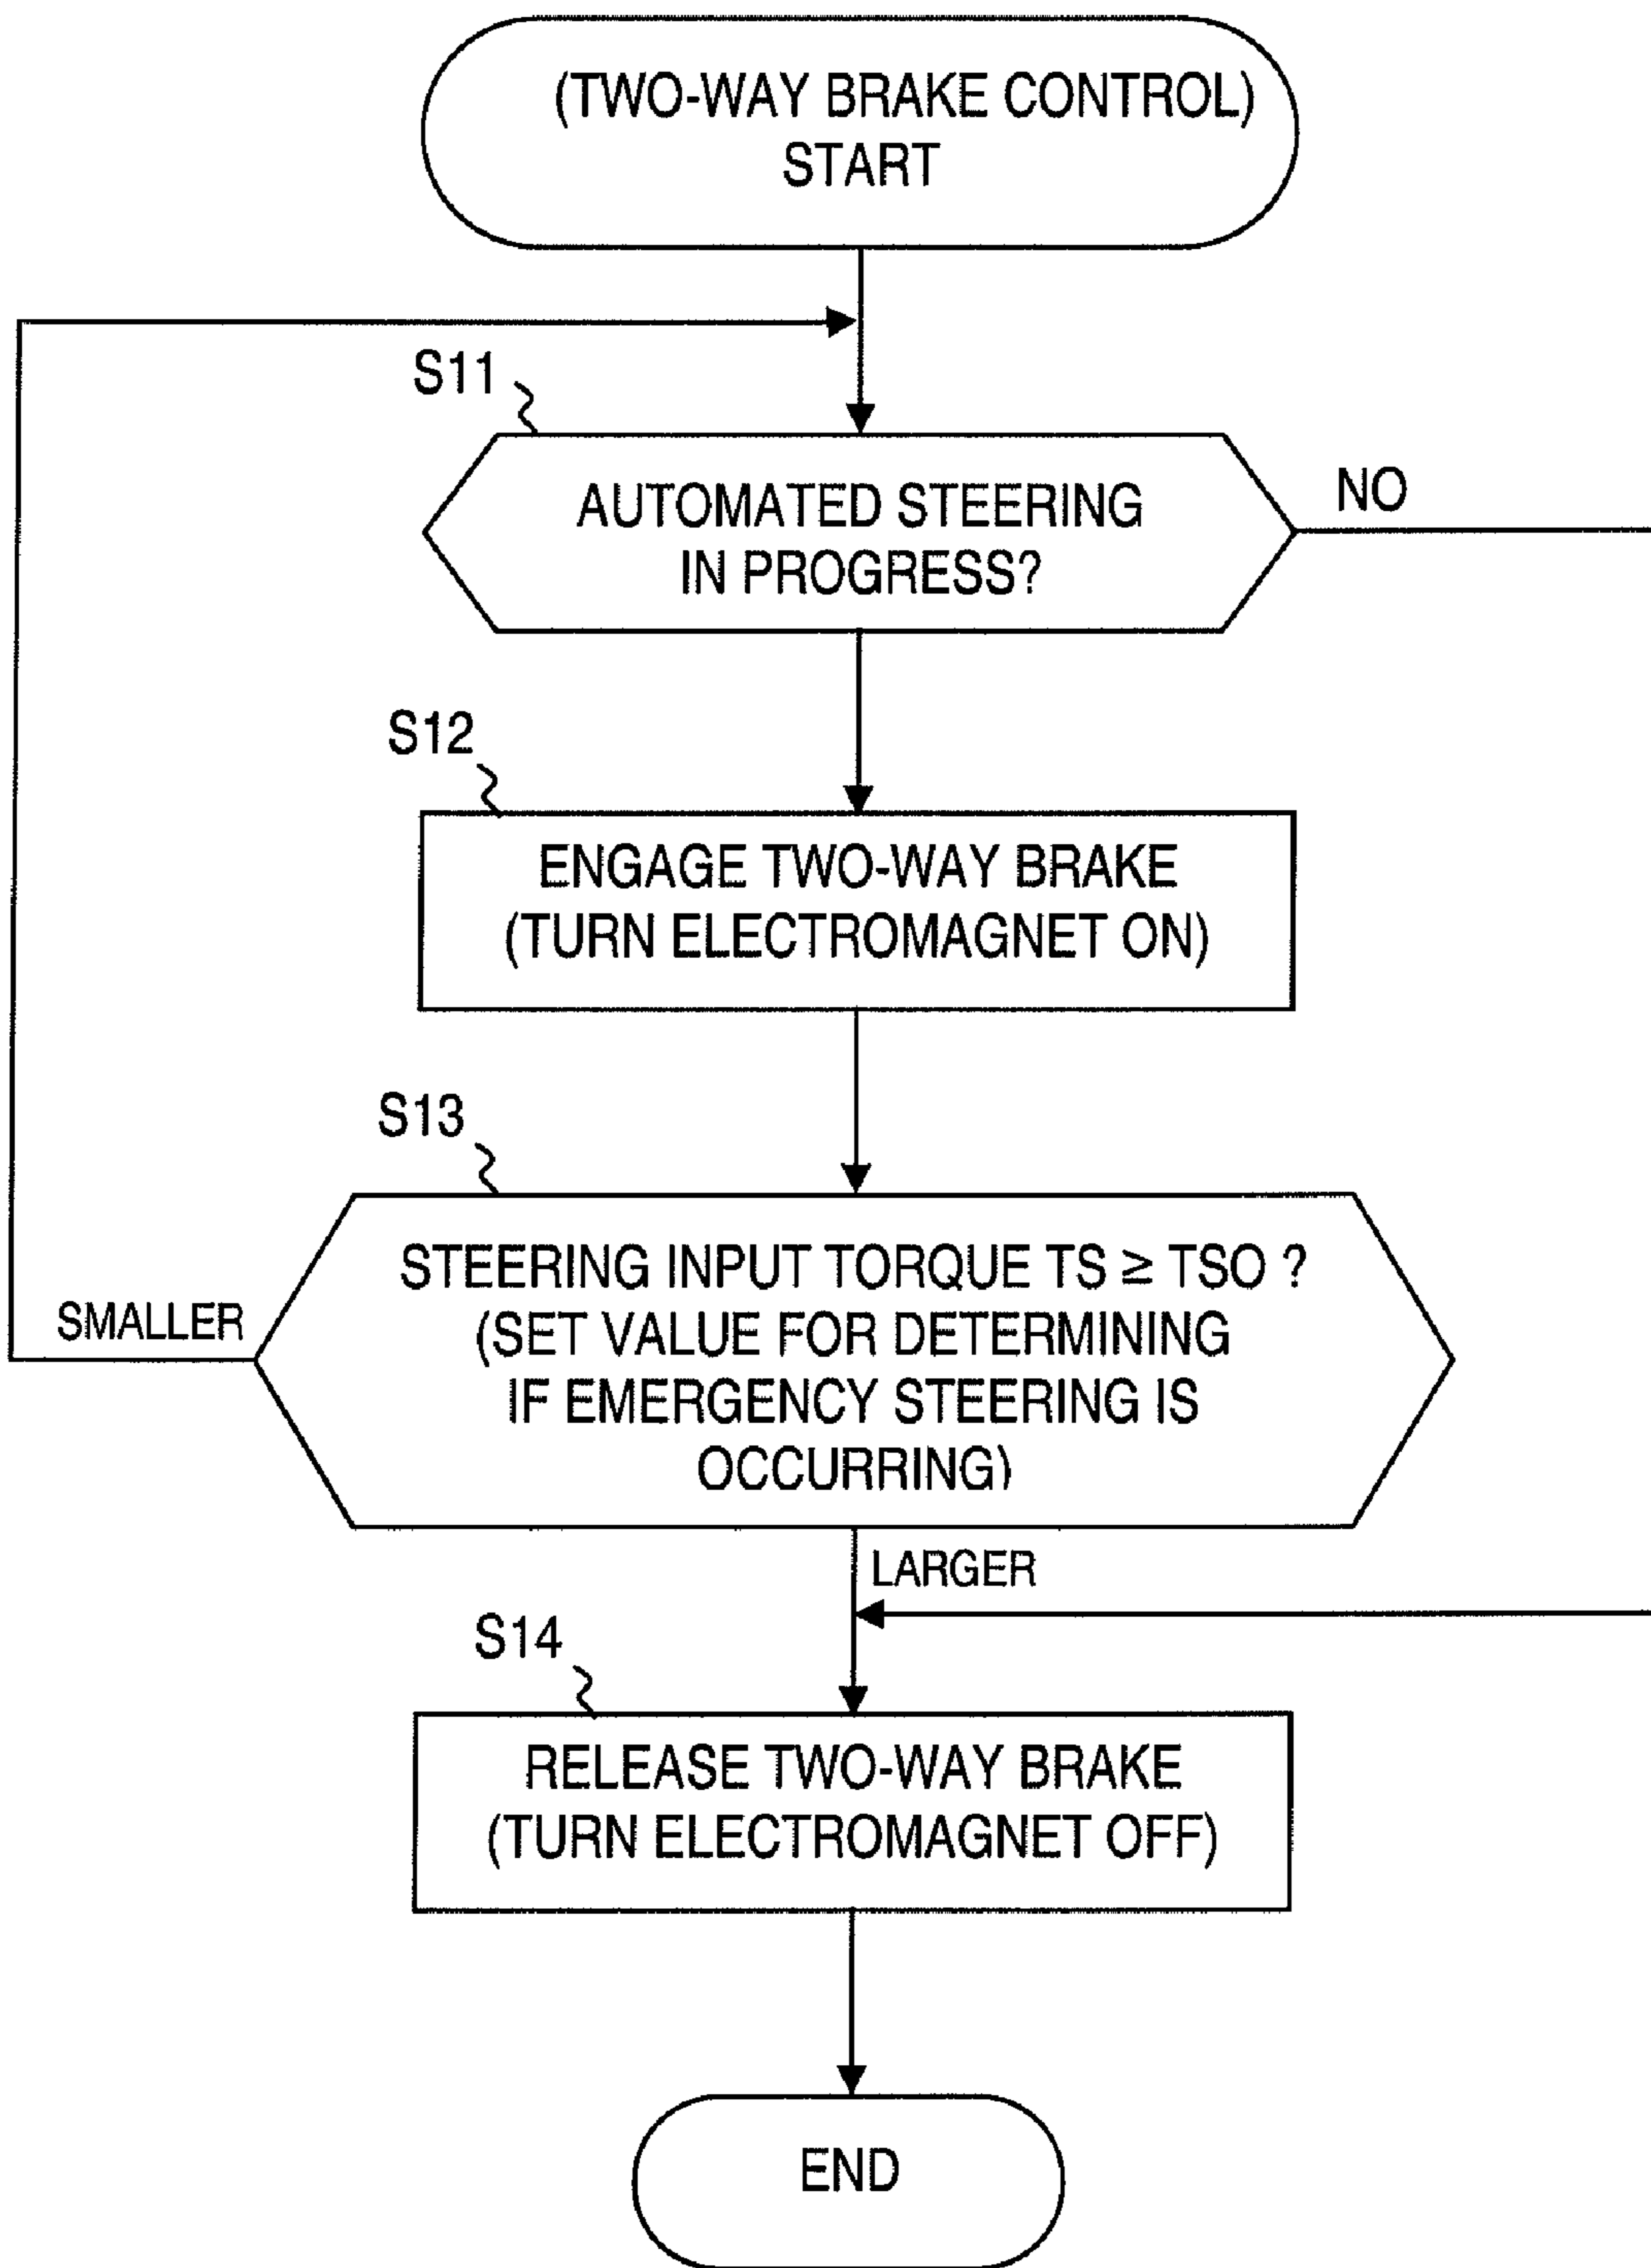 (TWO-WAY BRAKE CONTROL)
START
S11
AUTOMATED STEERING
IN PROGRESS?
NO
S12
ENGAGE TWO-WAY BRAKE
(TURN ELECTROMAGNET ON)
S13
STEERING INPUT TORQUE TS ≥ TSO ?
(SET VALUE FOR DETERMINING
IF EMERGENCY STEERING IS
OCCURRING)
SMALLER
LARGER
S14
RELEASE TWO-WAY BRAKE
(TURN ELECTROMAGNET OFF)
END